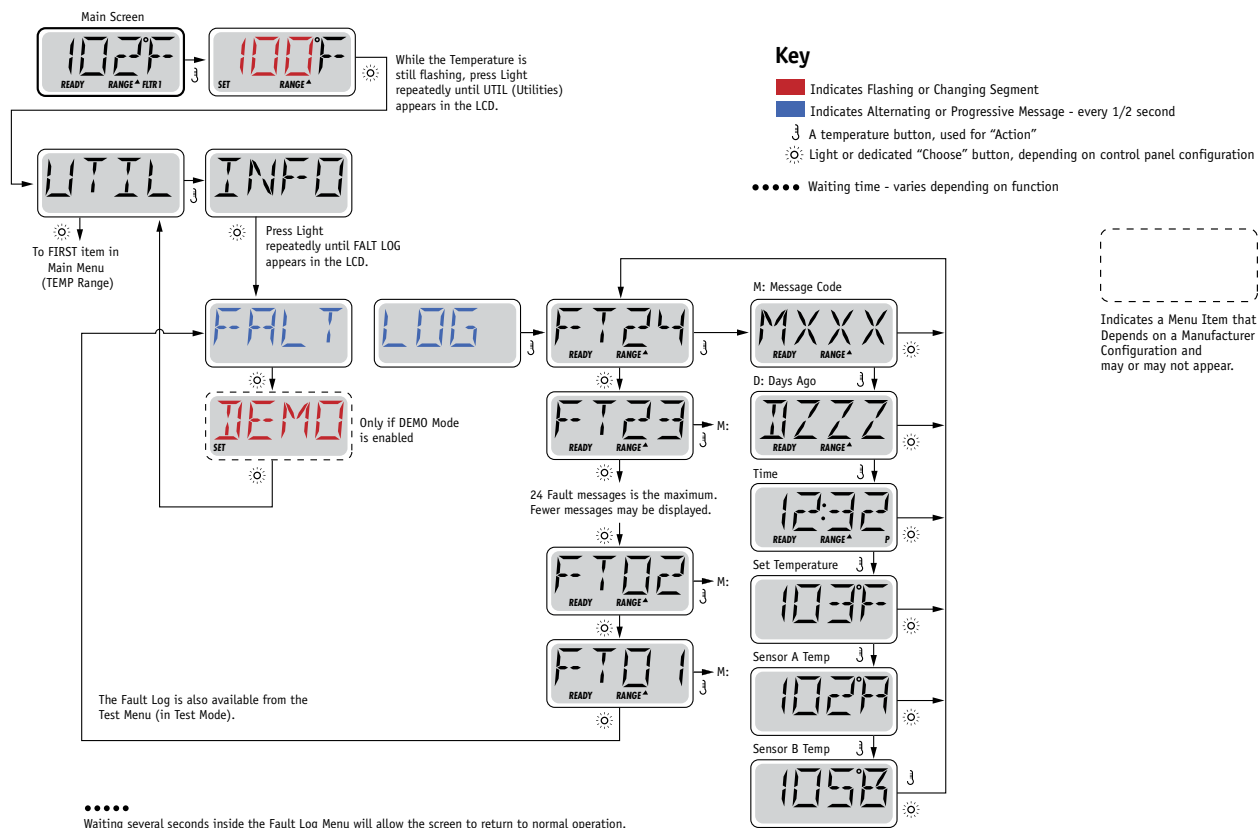 Main Screen
102°F
READY RANGE FLTR1
100°F
SET RANGE
While the Temperature is
still flashing, press Light
repeatedly until UTIL (Utilities)
appears in the LCD.
Key
Indicates Flashing or Changing Segment
Indicates Alternating or Progressive Message - every 1/2 second
A temperature button, used for “Action”
Light or dedicated “Choose” button, depending on control panel configuration
••••• Waiting time - varies depending on function
UTIL
INFO
To FIRST item in
Main Menu
(TEMP Range)
Press Light
repeatedly until FALT LOG
appears in the LCD.
Indicates a Menu Item that
Depends on a Manufacturer
Configuration and
may or may not appear.
FALT
LOG
FT24
READY RANGE
M: Message Code
MXXX
READY RANGE
DEMO
SET
Only if DEMO Mode
is enabled
FT23
READY RANGE
M:
D: Days Ago
DZZZ
READY RANGE
24 Fault messages is the maximum.
Fewer messages may be displayed.
Time
12:32
READY RANGE P
FT02
READY RANGE
M:
Set Temperature
103°F
FT01
READY RANGE
M:
Sensor A Temp
102°A
The Fault Log is also available from the
Test Menu (in Test Mode).
Sensor B Temp
105°B
•••••
Waiting several seconds inside the Fault Log Menu will allow the screen to return to normal operation.